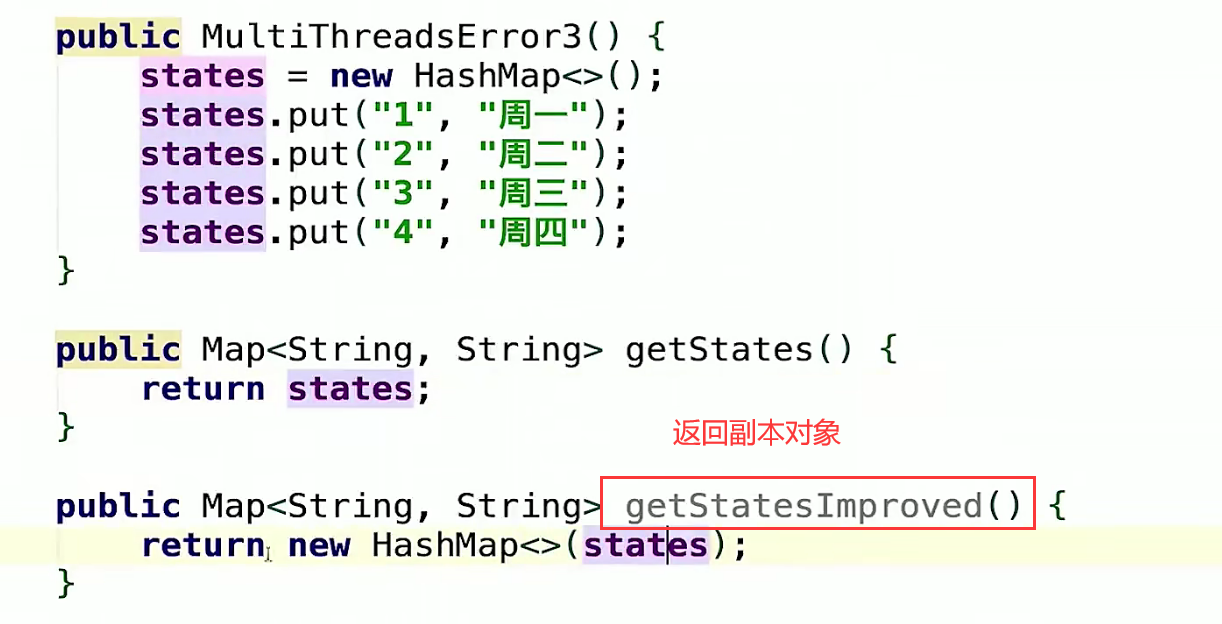 public MultiThreadsError3() {
states = new HashMap<>();
states.put("1", "周一");
states.put("2", "周二");
states.put("3", "周三");
states.put("4", "周四");
}
public Map<String, String> getStates() {
return states;
}
返回副本对象
public Map<String, String> getStatesImproved() {
return new HashMap<>(states);
}